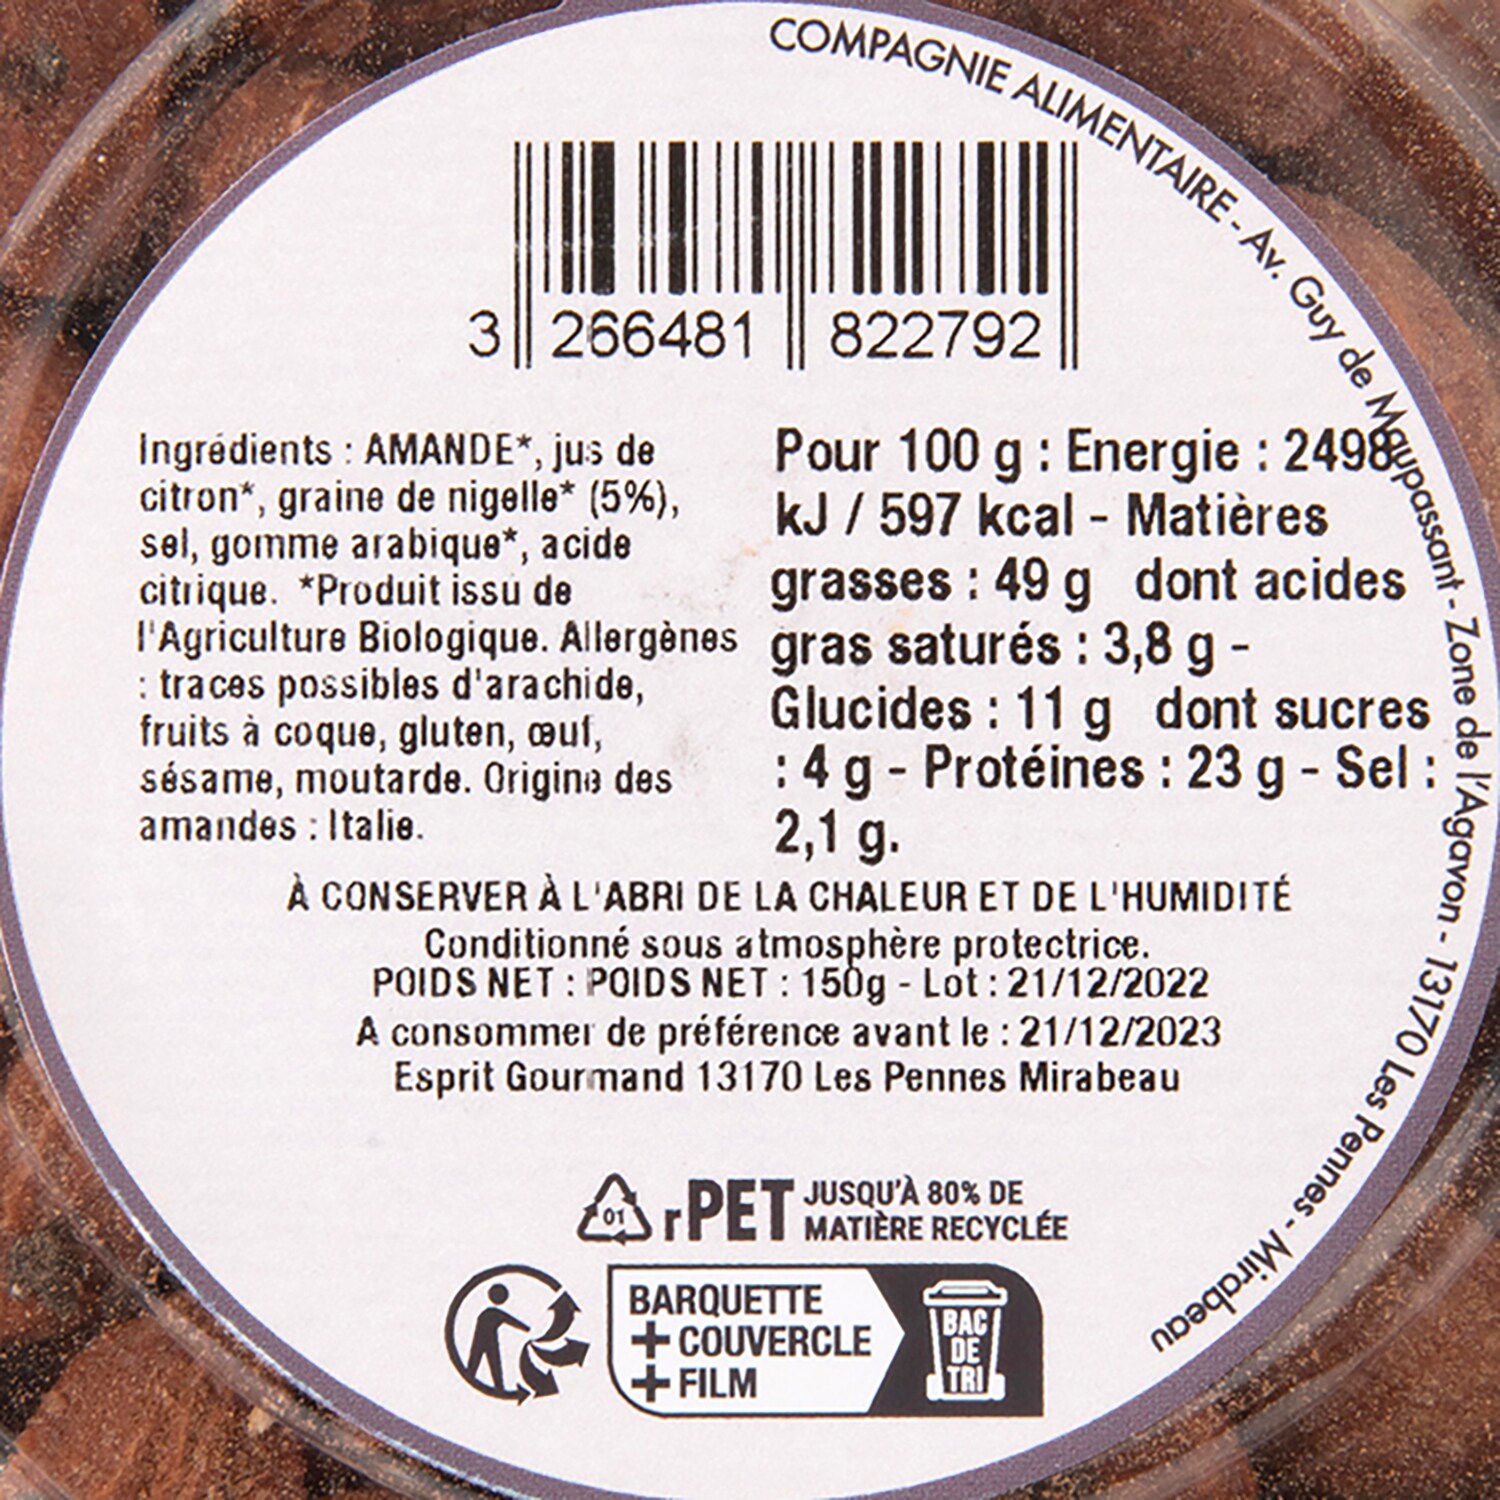 COMPAGNIE ALIMENTAIRE - Av. Guy de Maupassant - Zone de l'Agavon - 13170 Les Pennes - Mirabeau
3 266481 822792
Ingrédients : AMANDE*, jus de
citron*, graine de nigelle* (5%),
sel, gomme arabique*, acide
citrique. *Produit issu de
l'Agriculture Biologique. Allergènes
: traces possibles d'arachide,
fruits à coque, gluten, œuf,
sésame, moutarde. Origine des
amandes : Italie.
Pour 100 g : Energie : 2498
kJ / 597 kcal - Matières
grasses : 49 g dont acides
gras saturés : 3,8 g -
Glucides : 11 g dont sucres
: 4 g - Protéines : 23 g - Sel :
2,1 g.
À CONSERVER À L'ABRI DE LA CHALEUR ET DE L'HUMIDITÉ
Conditionné sous atmosphère protectrice.
POIDS NET : POIDS NET : 150g - Lot : 21/12/2022
A consommer de préférence avant le : 21/12/2023
Esprit Gourmand 13170 Les Pennes Mirabeau
01 rPET JUSQU'À 80% DE
MATIÈRE RECYCLÉE
BARQUETTE
+ COUVERCLE
+ FILM
BAC
DE
TRI